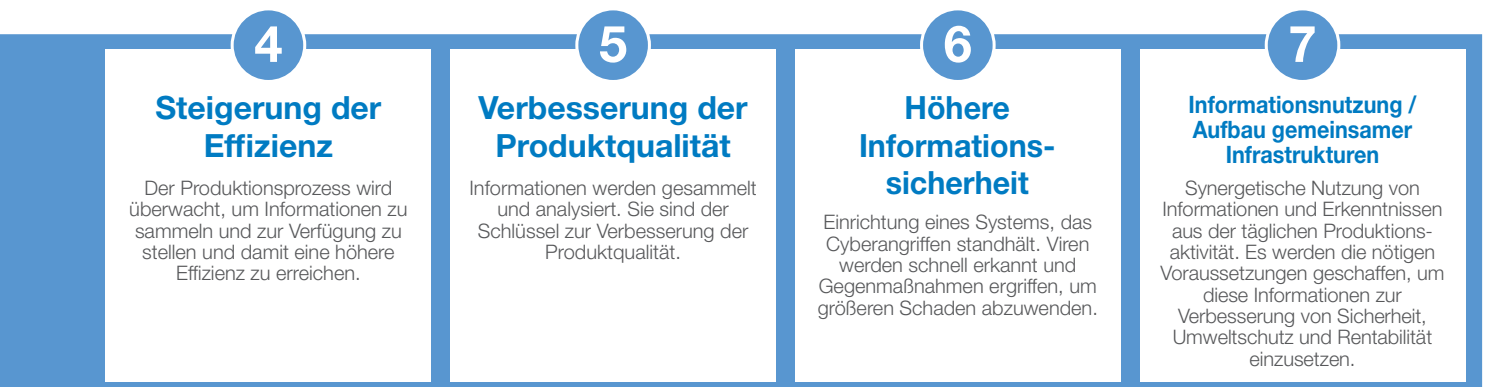 4
Steigerung der
Effizienz
Der Produktionsprozess wird
überwacht, um Informationen zu
sammeln und zur Verfügung zu
stellen und damit eine höhere
Effizienz zu erreichen.
5
Verbesserung der
Produktqualität
Informationen werden gesammelt
und analysiert. Sie sind der
Schlüssel zur Verbesserung der
Produktqualität.
6
Höhere
Informations-
sicherheit
Einrichtung eines Systems, das
Cyberangriffen standhält. Viren
werden schnell erkannt und
Gegenmaßnahmen ergriffen, um
größeren Schaden abzuwenden.
7
Informationsnutzung /
Aufbau gemeinsamer
Infrastrukturen
Synergetische Nutzung von
Informationen und Erkenntnissen
aus der täglichen Produktions-
aktivität. Es werden die nötigen
Voraussetzungen geschaffen, um
diese Informationen zur
Verbesserung von Sicherheit,
Umweltschutz und Rentabilität
einzusetzen.